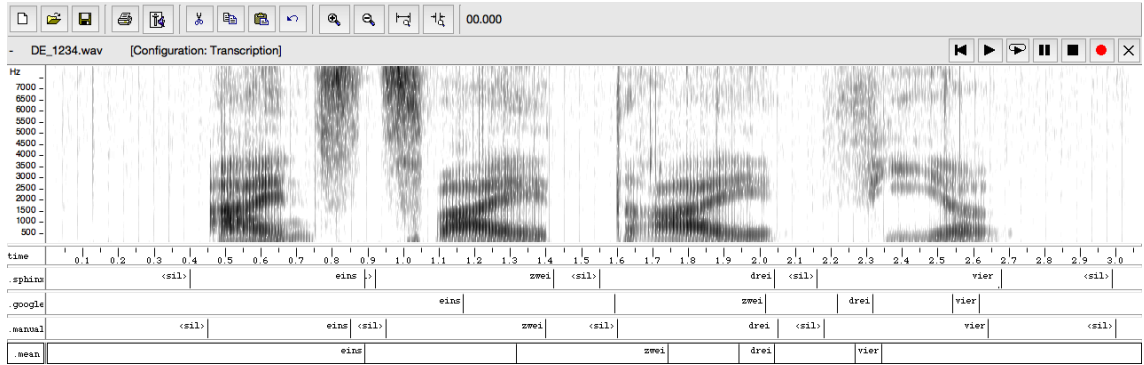 00.000
- DE_1234.wav [Configuration: Transcription]
Hz
7000
6500
6000
5500
5000
4500
4000
3500
3000
2500
2000
1500
1000
500
time 0.1 0.2 0.3 0.4 0.5 0.6 0.7 0.8 0.9 1.0 1.1 1.2 1.3 1.4 1.5 1.6 1.7 1.8 1.9 2.0 2.1 2.2 2.3 2.4 2.5 2.6 2.7 2.8 2.9 3.0
.sphinx <sil> eins .> zwei <sil> drei <sil> vier <sil>
.google zwei drei vier
.manual <sil> eins <sil> zwei <sil> drei <sil> vier <sil>
.mean eins zwei drei vier